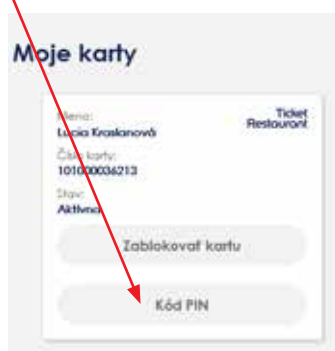 Moje karty
Meno:
Ticket
Restaurant
Lucia Kraslanová
Číslo karty:
101000036213
Stav:
Aktívna
Zablokovať kartu
Kód PIN